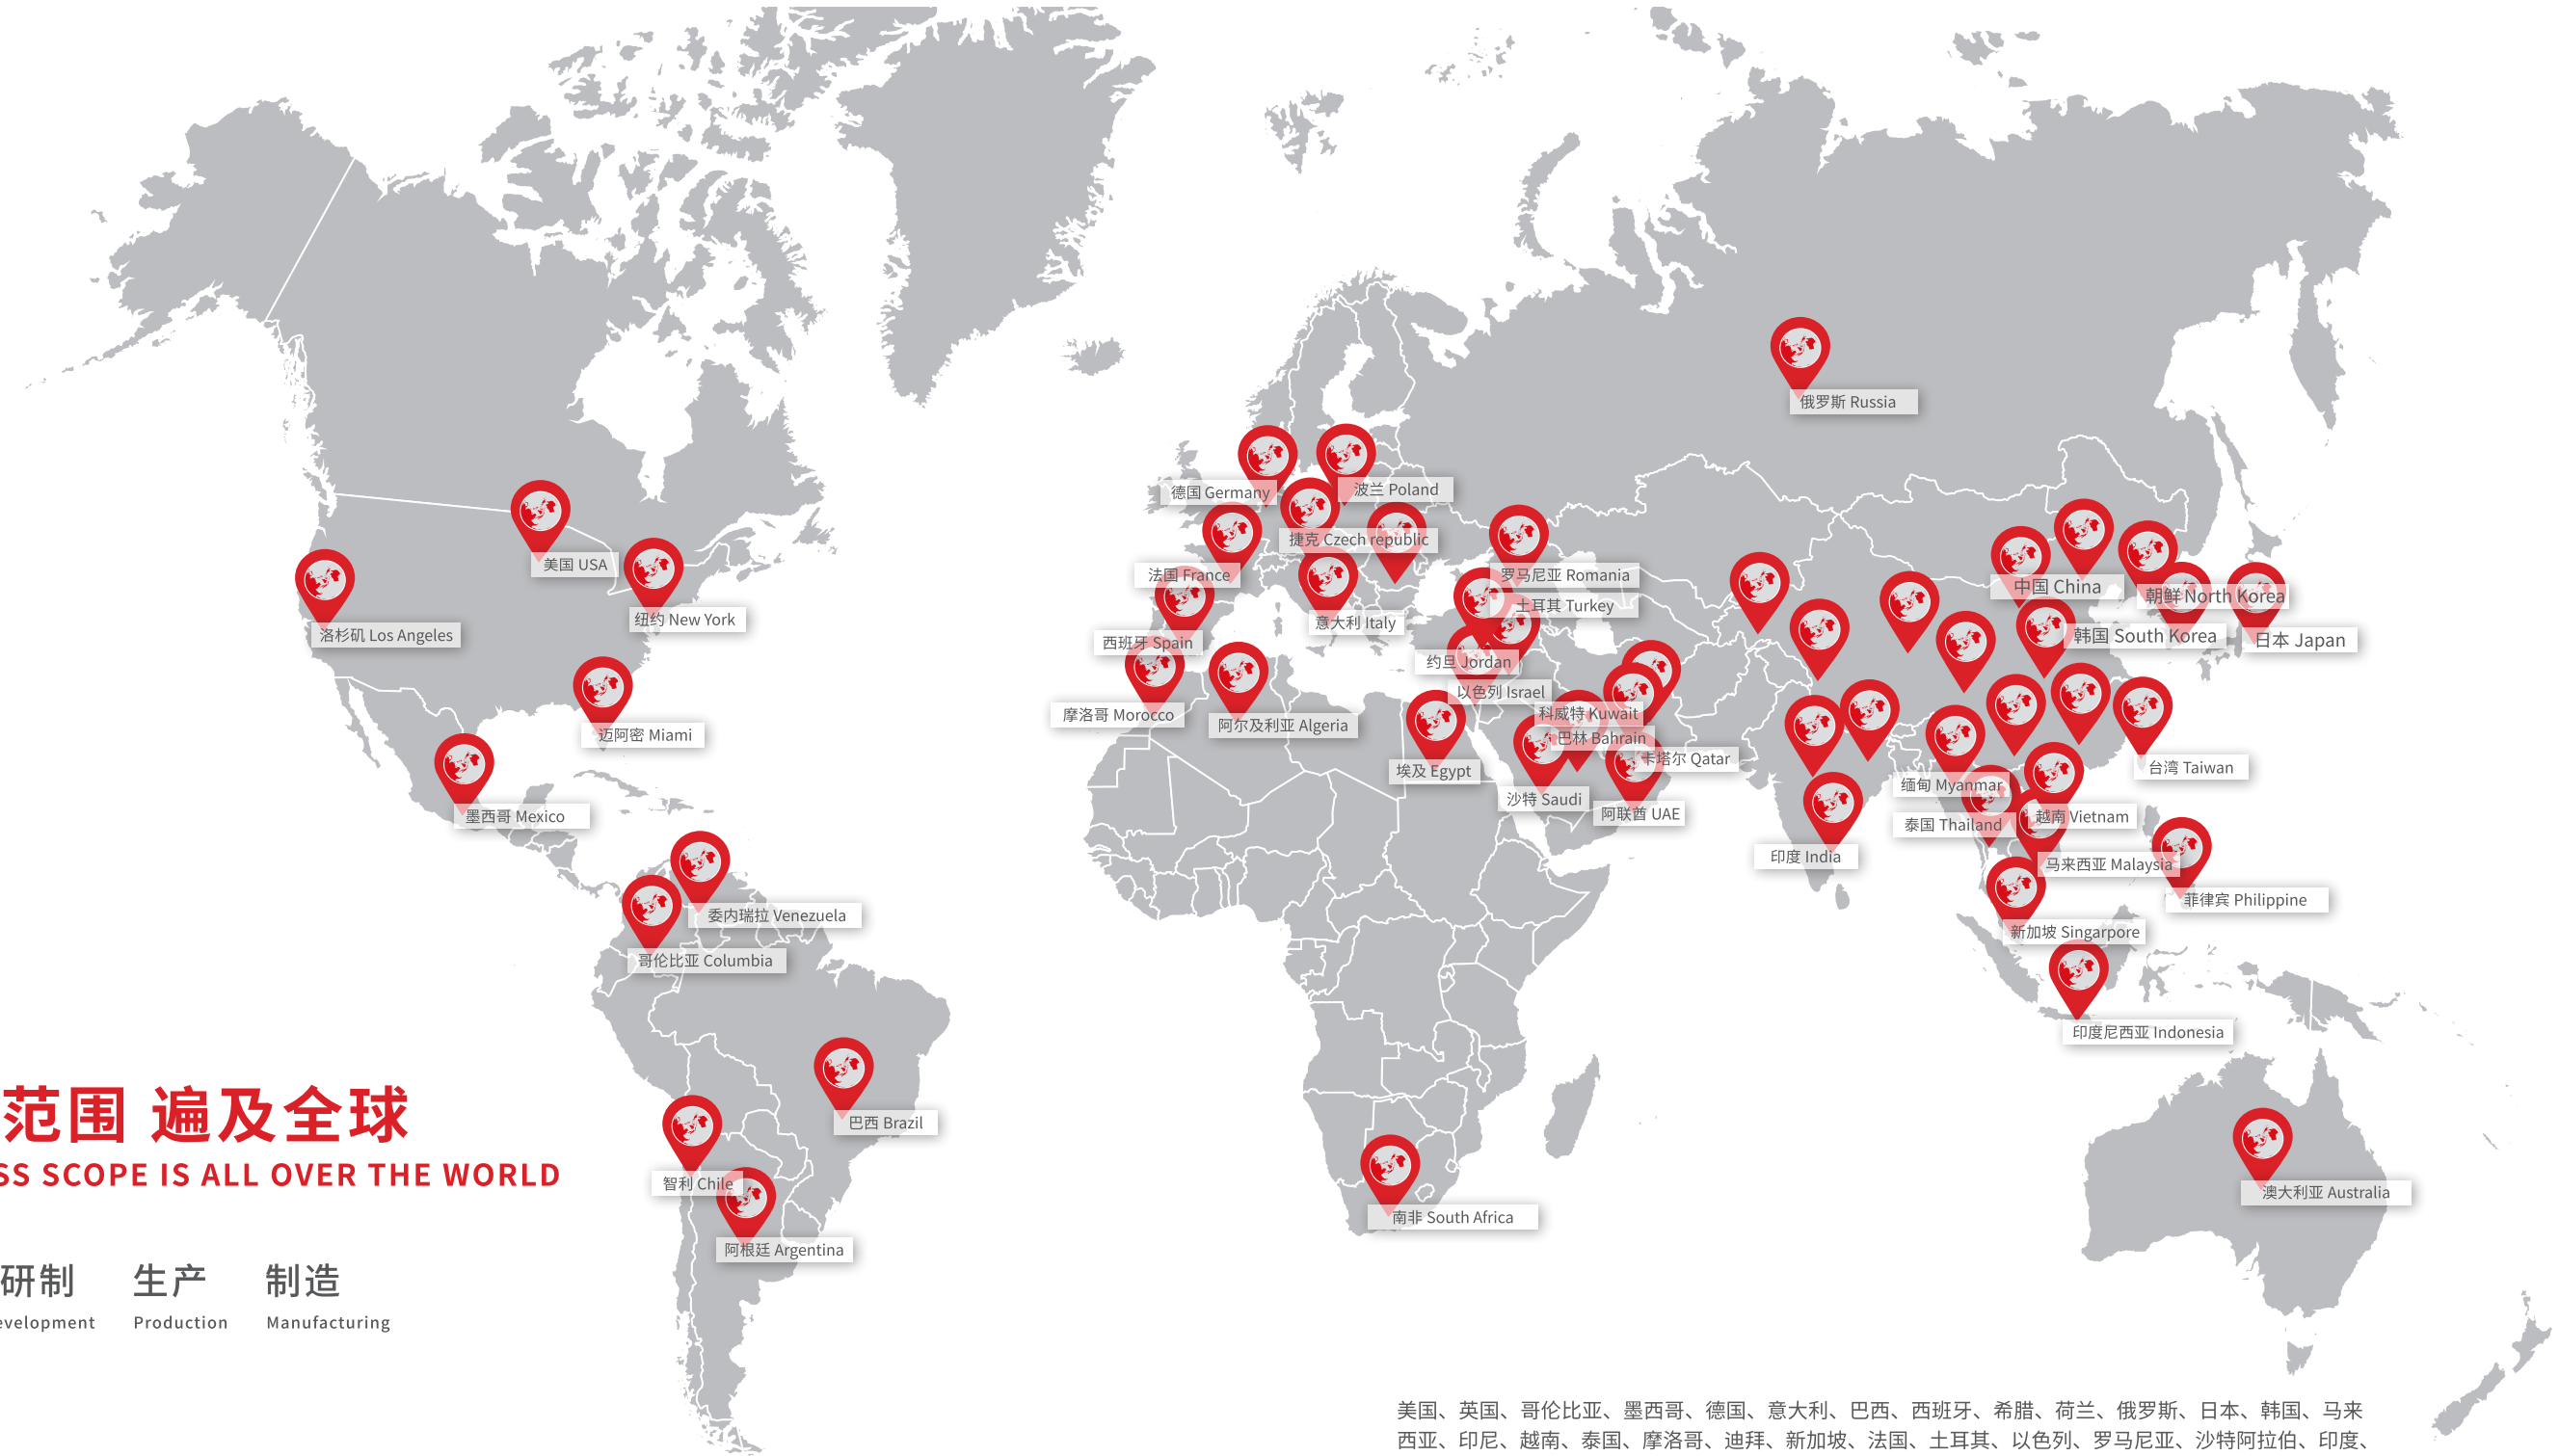 俄罗斯 Russia
德国 Germany
波兰 Poland
捷克 Czech republic
美国 USA
法国 France
罗马尼亚 Romania
中国 China
朝鲜 North Korea
土耳其 Turkey
纽约 New York
意大利 Italy
洛杉矶 Los Angeles
韩国 South Korea
日本 Japan
西班牙 Spain
约旦 Jordan
以色列 Israel
摩洛哥 Morocco
阿尔及利亚 Algeria
科威特 Kuwait
迈阿密 Miami
巴林 Bahrain
卡塔尔 Qatar
台湾 Taiwan
埃及 Egypt
缅甸 Myanmar
沙特 Saudi
阿联酋 UAE
墨西哥 Mexico
越南 Vietnam
泰国 Thailand
印度 India
马来西亚 Malaysia
菲律宾 Philippine
委内瑞拉 Venezuela
新加坡 Singarpore
哥伦比亚 Columbia
印度尼西亚 Indonesia
巴西 Brazil
智利 Chile
澳大利亚 Australia
南非 South Africa
阿根廷 Argentina
范围 遍及全球
SS SCOPE IS ALL OVER THE WORLD
研制 生产 制造
evelopment Production Manufacturing
美国、英国、哥伦比亚、墨西哥、德国、意大利、巴西、西班牙、希腊、荷兰、俄罗斯、日本、韩国、马来
西亚、印尼、越南、泰国、摩洛哥、迪拜、新加坡、法国、土耳其、以色列、罗马尼亚、沙特阿拉伯、印度、